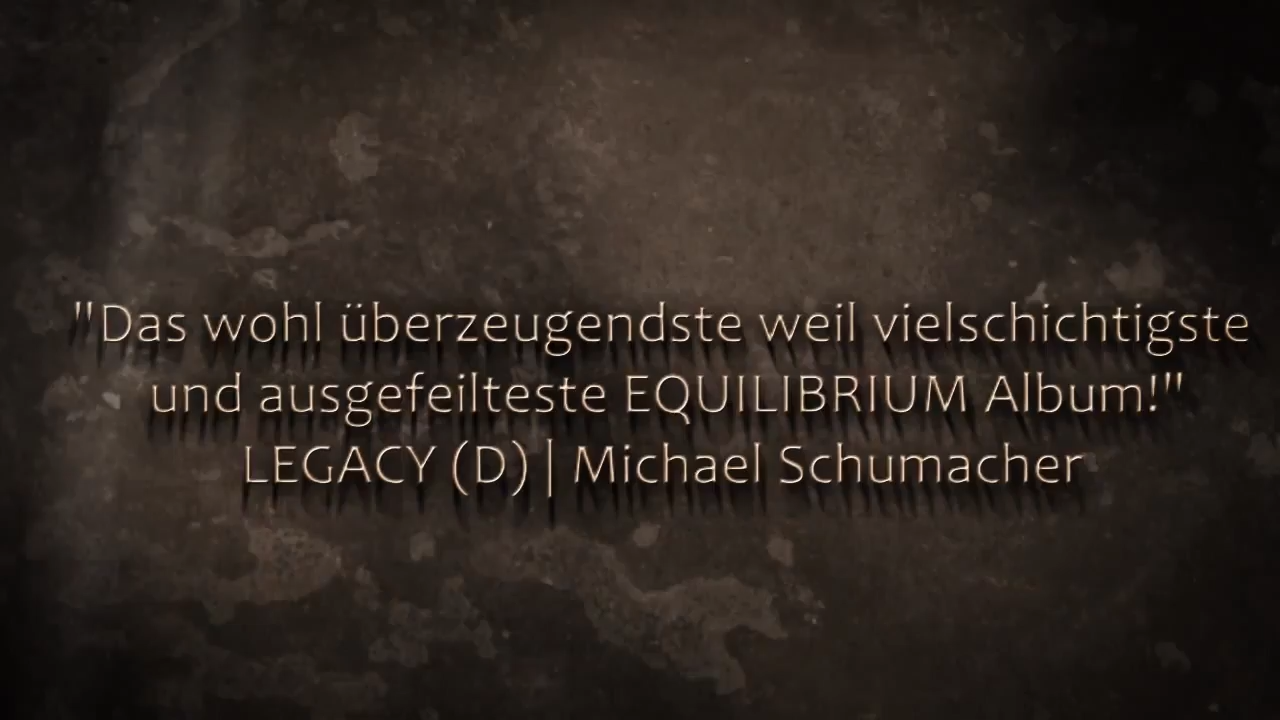 "Das wohl überzeugendste weil vielschichtigste
und ausgefeilteste EQUILIBRIUM Album!"
LEGACY (D) | Michael Schumacher